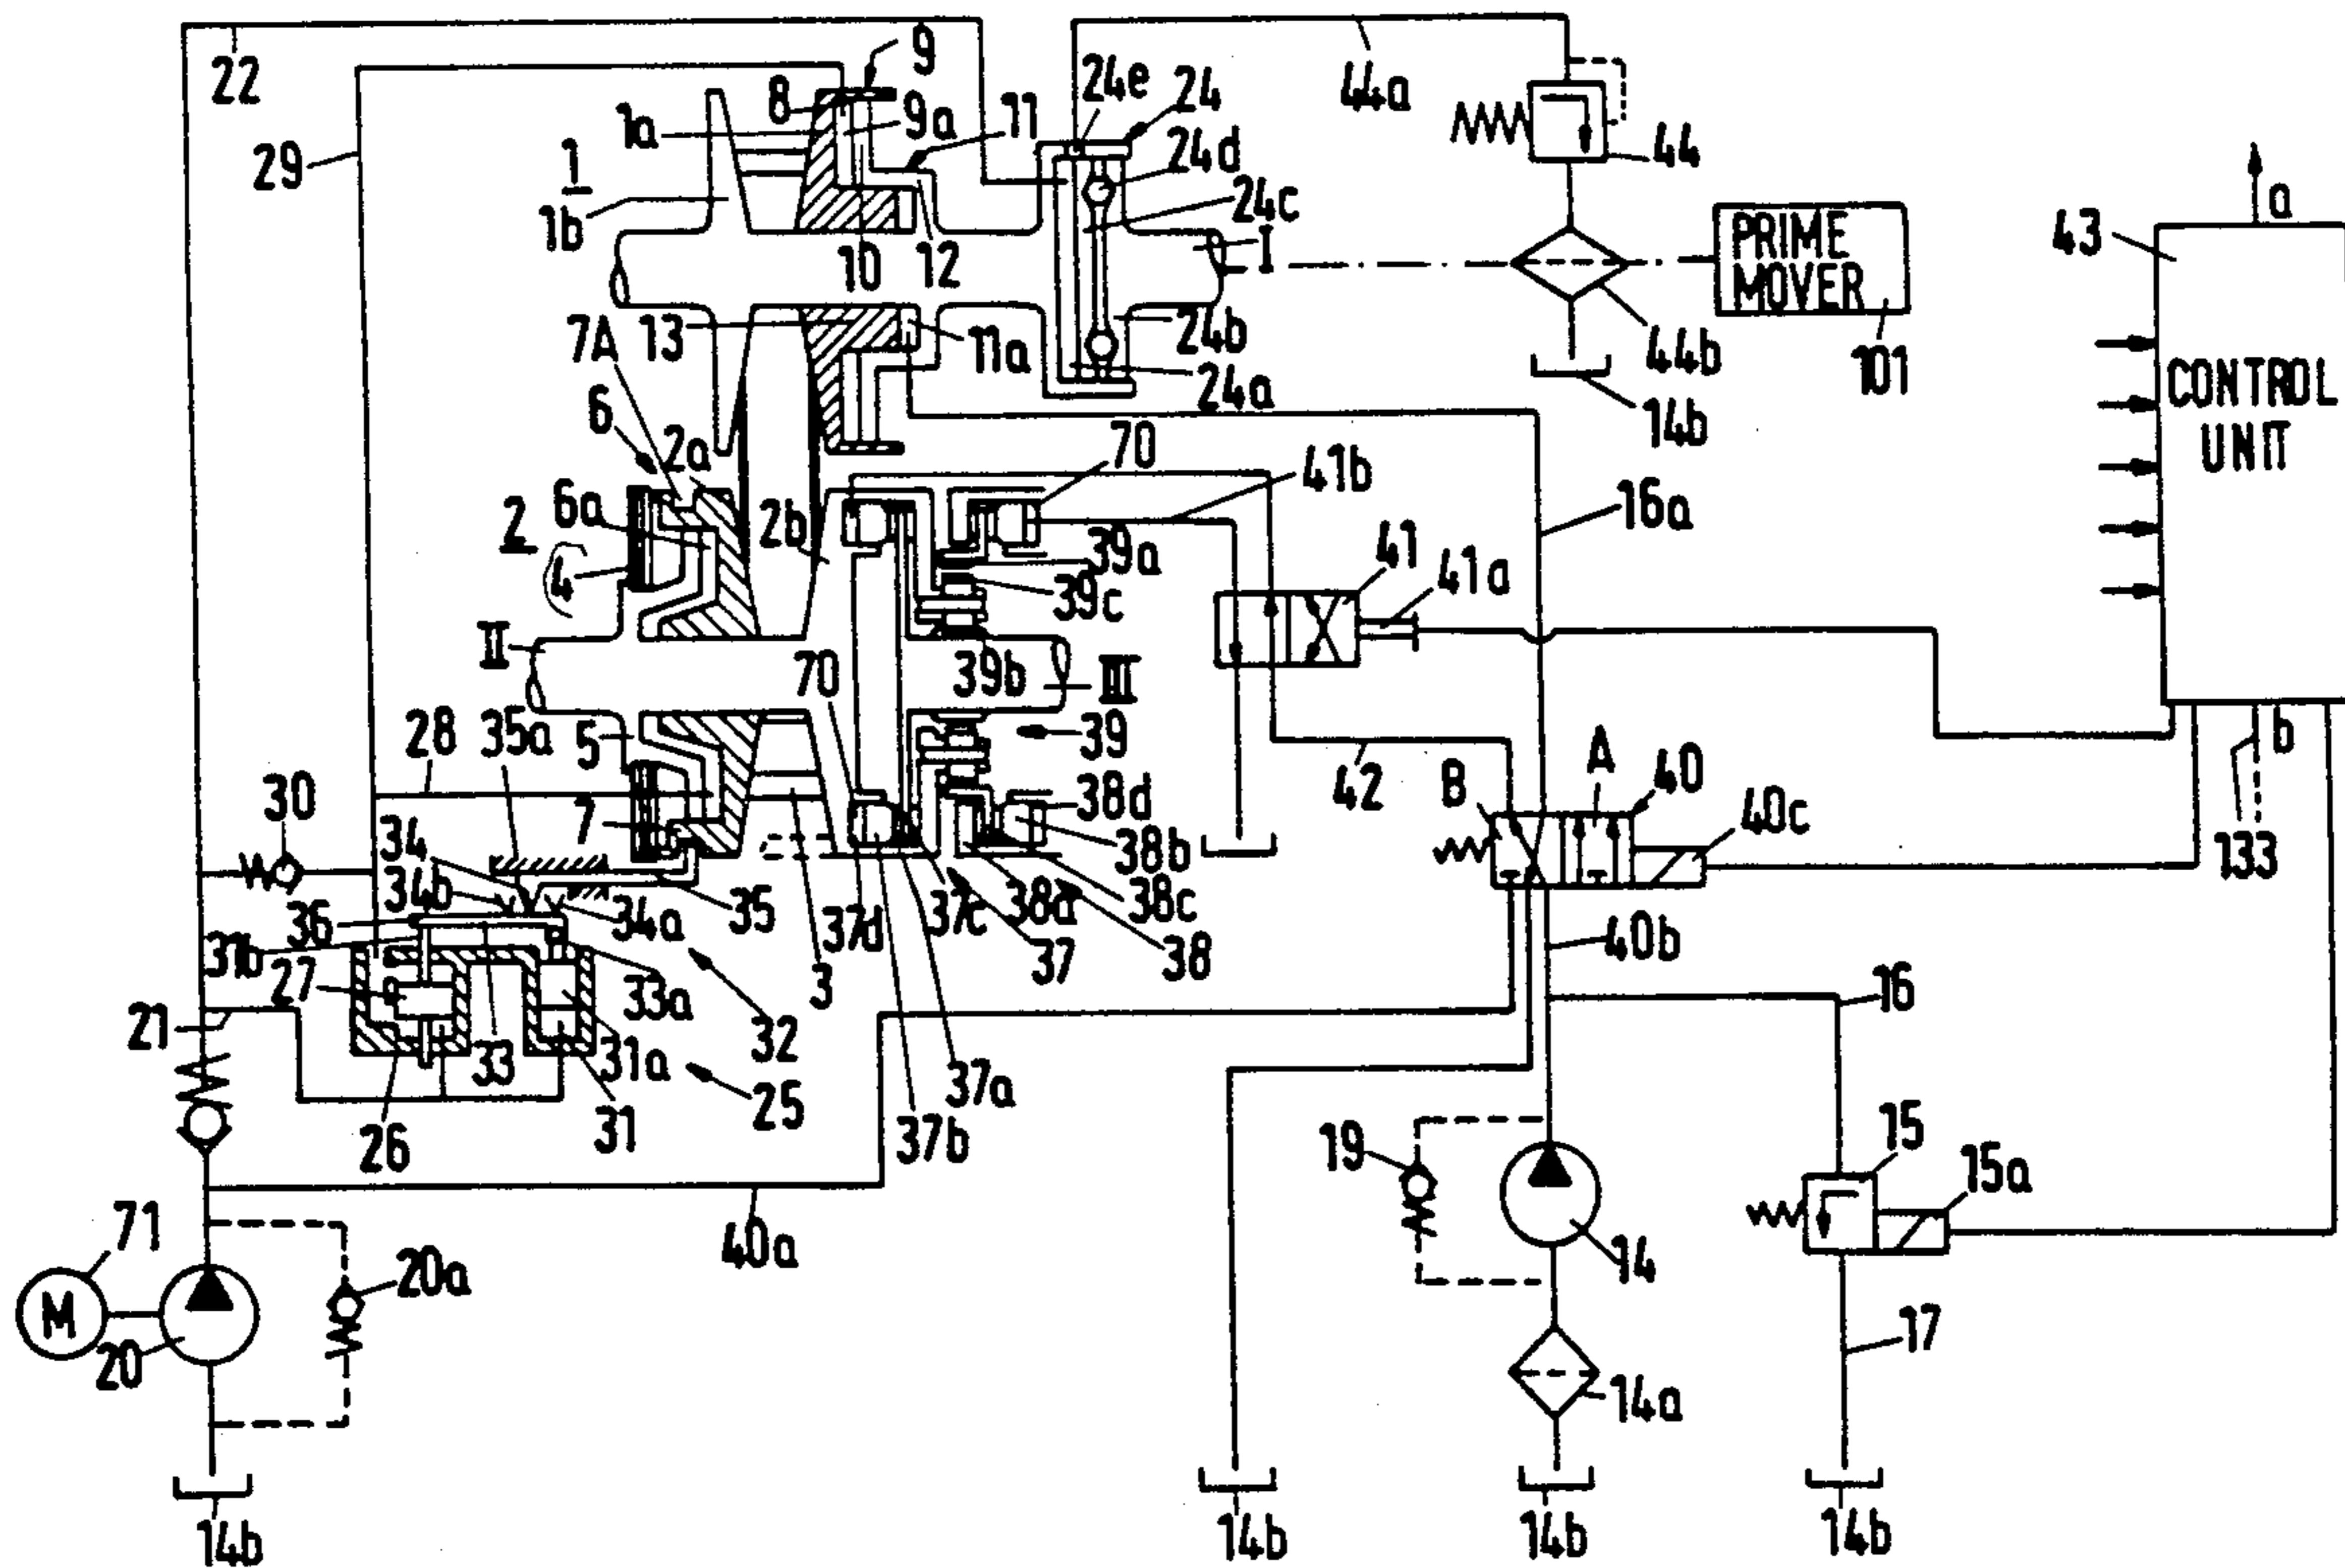 22
9
24e
24
44a
8
1a
9a
11
24d
44
a
29
1
24c
43
1b
10
12
I
PRIME
MOVER
7A
13
11a
24b
44b
101
CONTROL
UNIT
6
2a
24a
14b
70
41b
6a
2
2b
16a
4
39a
41
41a
39c
II
70
39b
III
28
35a
5
39
42
B
A
40
b
30
34
7
38d
40c
38b
133
34b
36
34a
35
37d
37c
38a
38c
31b
37
38
40b
27
33a
3
16
21
32
33
31a
37a
26
31
25
37b
19
15
15a
71
40a
14
20a
M
20
17
14a
14b
14b
14b
14b